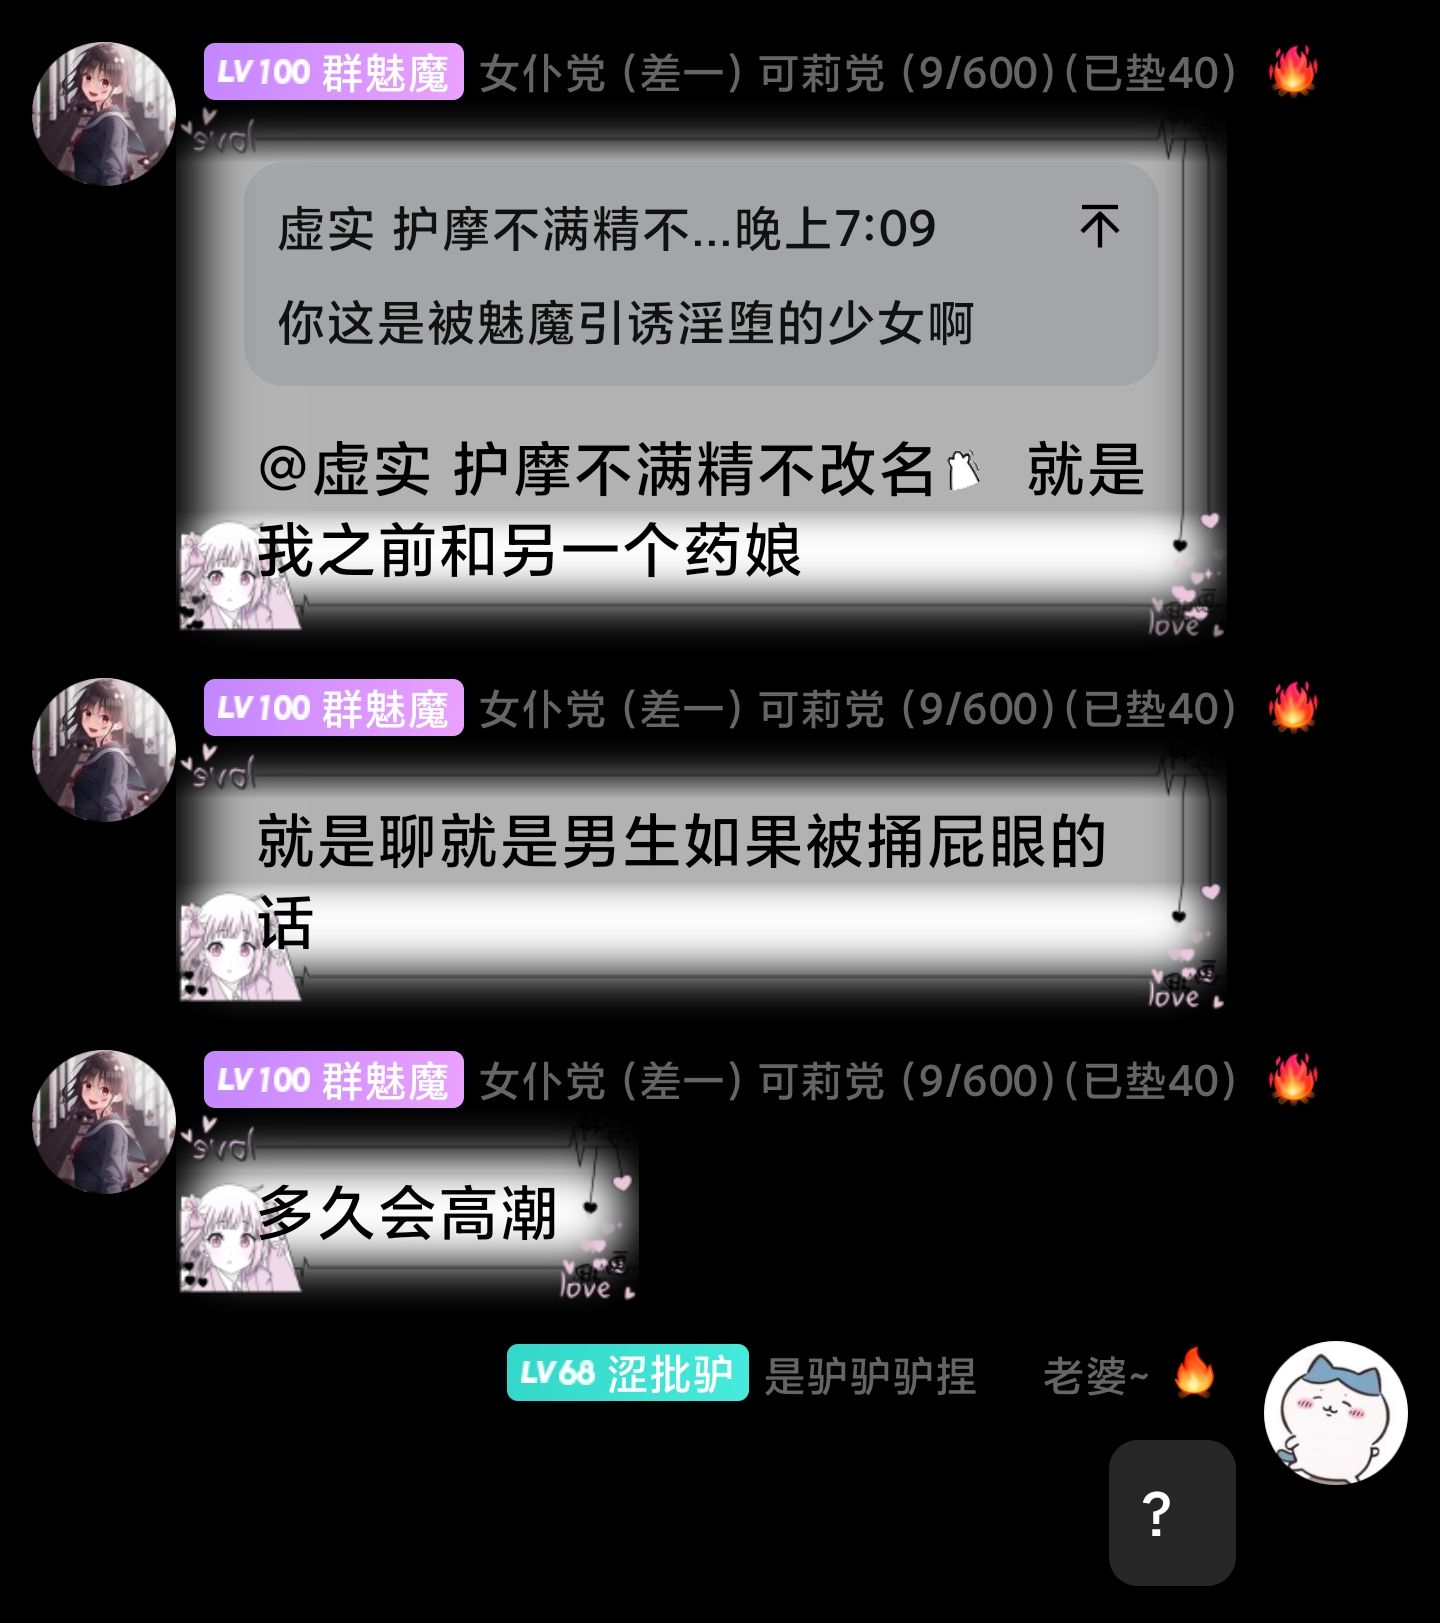 LV100 群魅魔 女仆党（差一）可莉党（9/600）（已垫40）
love
虚实 护摩不满精不...晚上7:09
你这是被魅魔引诱淫堕的少女啊
@虚实 护摩不满精不改名 就是
我之前和另一个药娘
love
LV100 群魅魔 女仆党（差一）可莉党（9/600）（已垫40）
love
就是聊就是男生如果被捅屁眼的
话
love
LV100 群魅魔 女仆党（差一）可莉党（9/600）（已垫40）
love
多久会高潮
love
LV68 涩批驴 是驴驴驴捏 老婆~
？